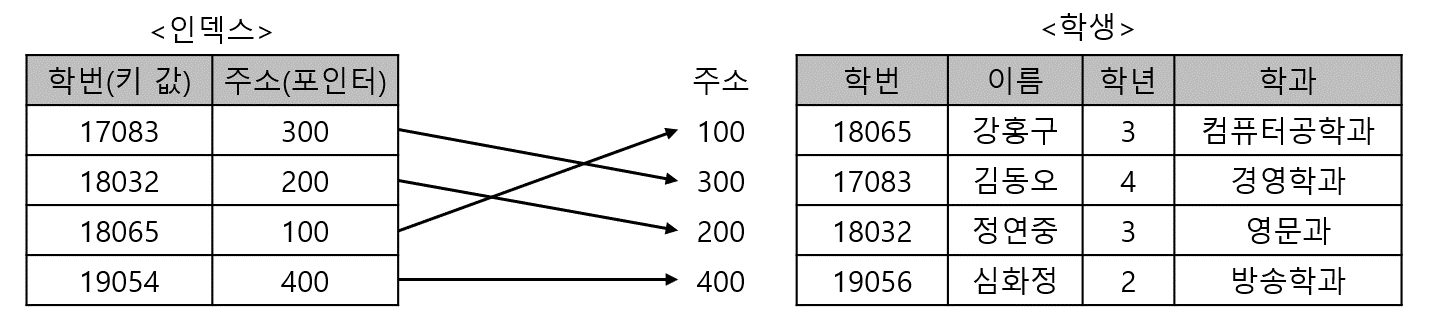 <인덱스> <학생>
학번(키 값) 주소(포인터) 주소 학번 이름 학년 학과
17083 300 100 18065 강홍구 3 컴퓨터공학과
18032 200 300 17083 김동오 4 경영학과
18065 100 200 18032 정연중 3 영문과
19054 400 400 19056 심화정 2 방송학과